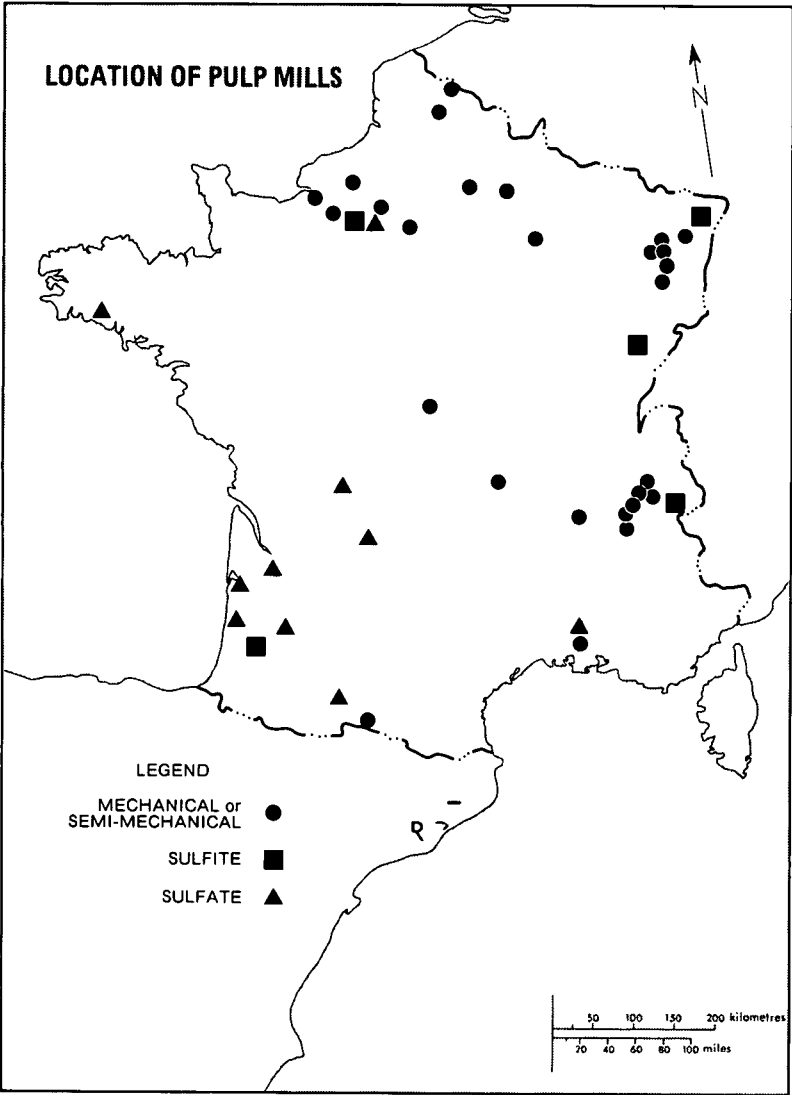 LOCATION OF PULP MILLS
N
LEGEND
MECHANICAL or
SEMI-MECHANICAL
SULFITE
SULFATE
R
50 100 150 200 kilometres
20 40 60 80 100 miles